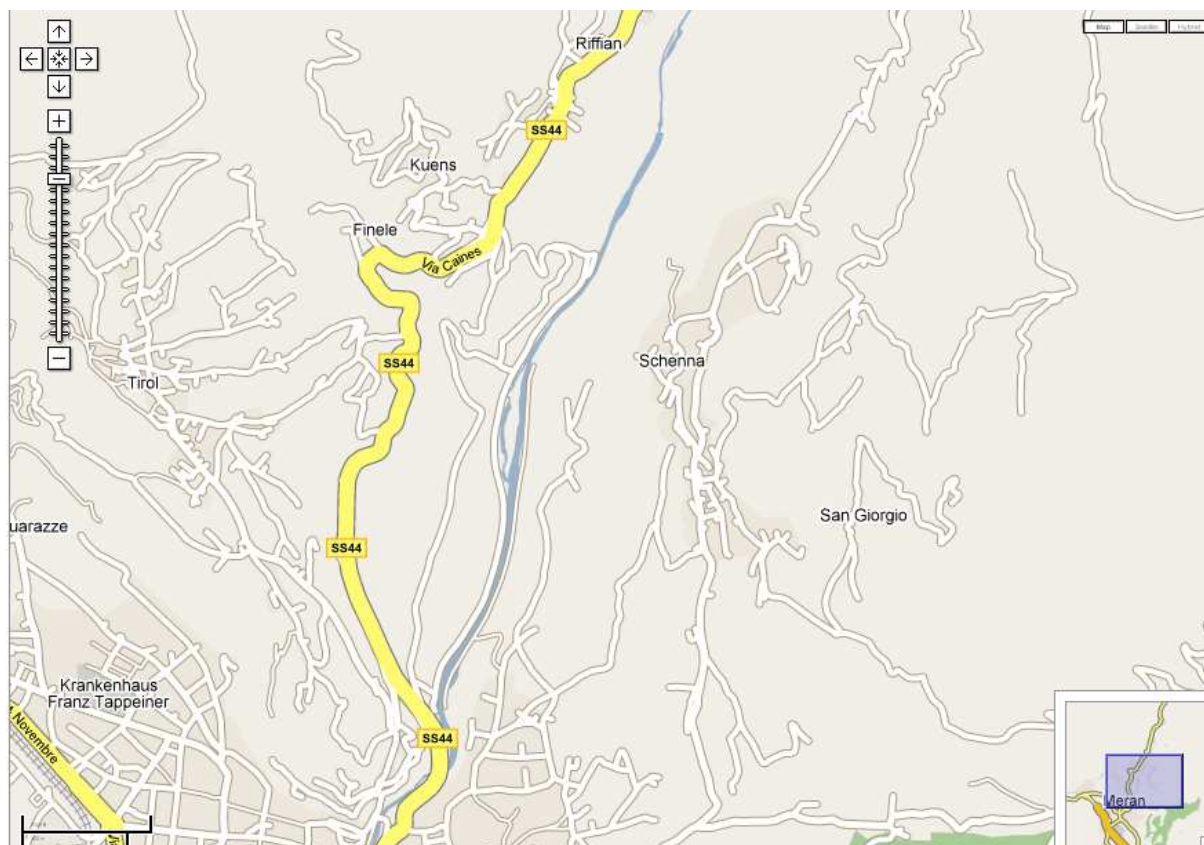 Riffian
Map
SS44
Kuens
Finele
Via Caines
Schenna
SS44
Tirol
San Giorgio
uarazze
SS44
Krankenhaus
Franz Tappeiner
Novembre
SS44
Meran